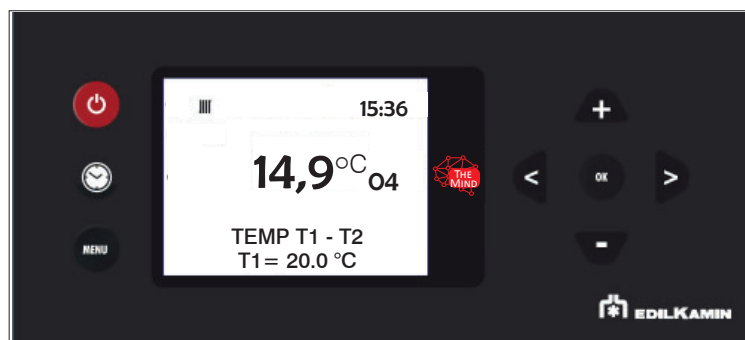 15:36
14,9°C 04
THE
MIND
TEMP T1 - T2
T1= 20.0 °C
MENU
+
< OK >
-
EDILKAMIN